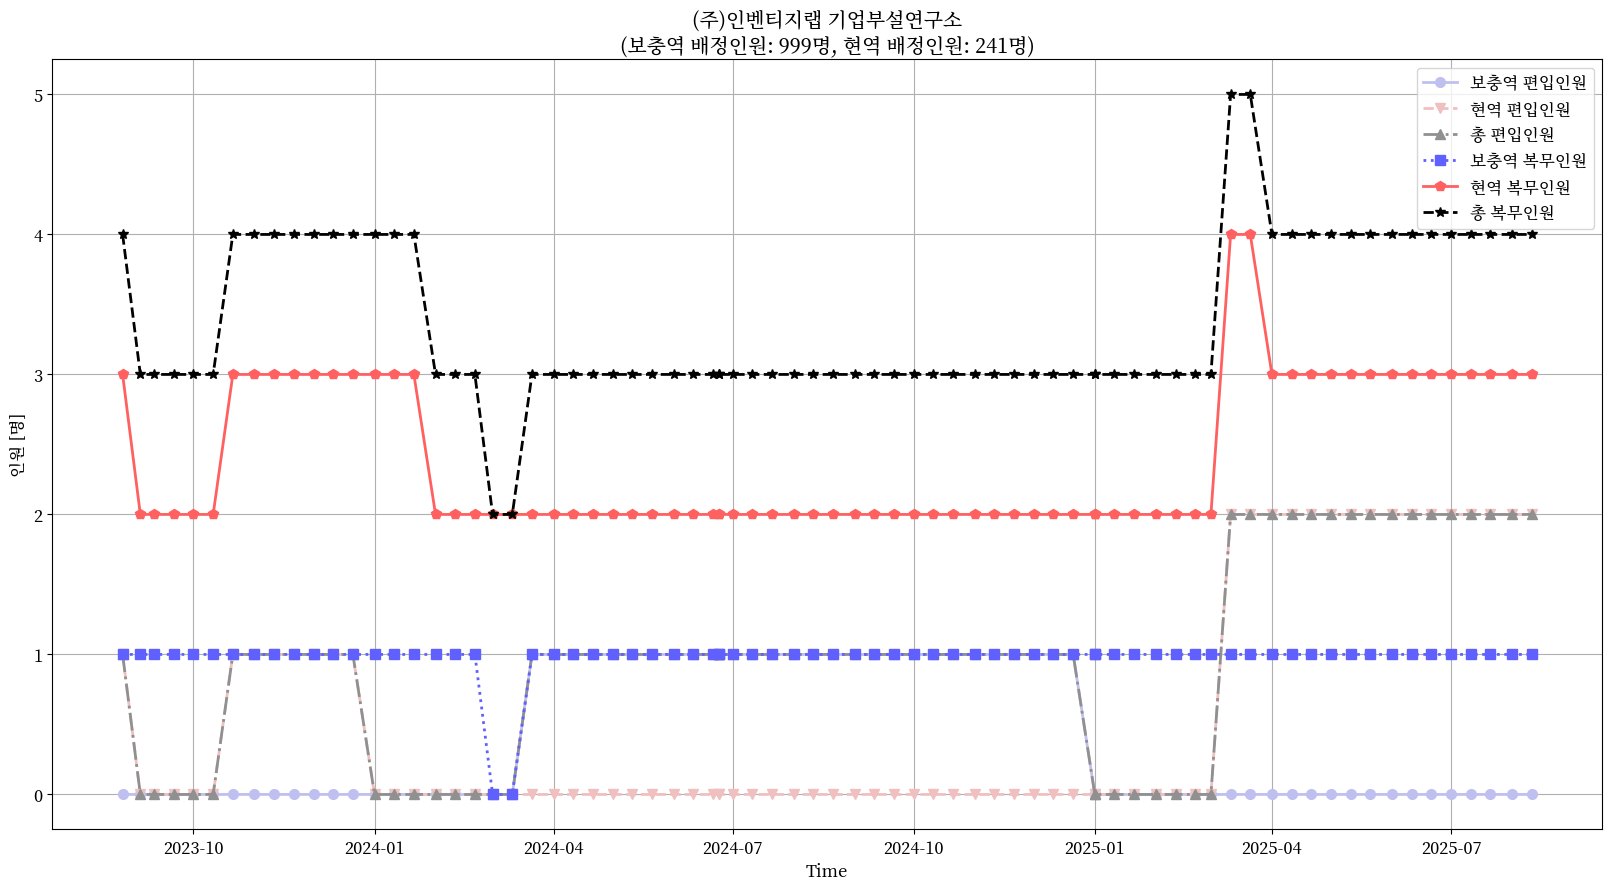 (주)인벤티지랩 기업부설연구소
(보충역 배정인원: 999명, 현역 배정인원: 241명)
보충역 편입인원
현역 편입인원
총 편입인원
보충역 복무인원
현역 복무인원
총 복무인원
인원 [명]
5
4
3
2
1
0
2023-10
2024-01
2024-04
2024-07
2024-10
2025-01
2025-04
2025-07
Time